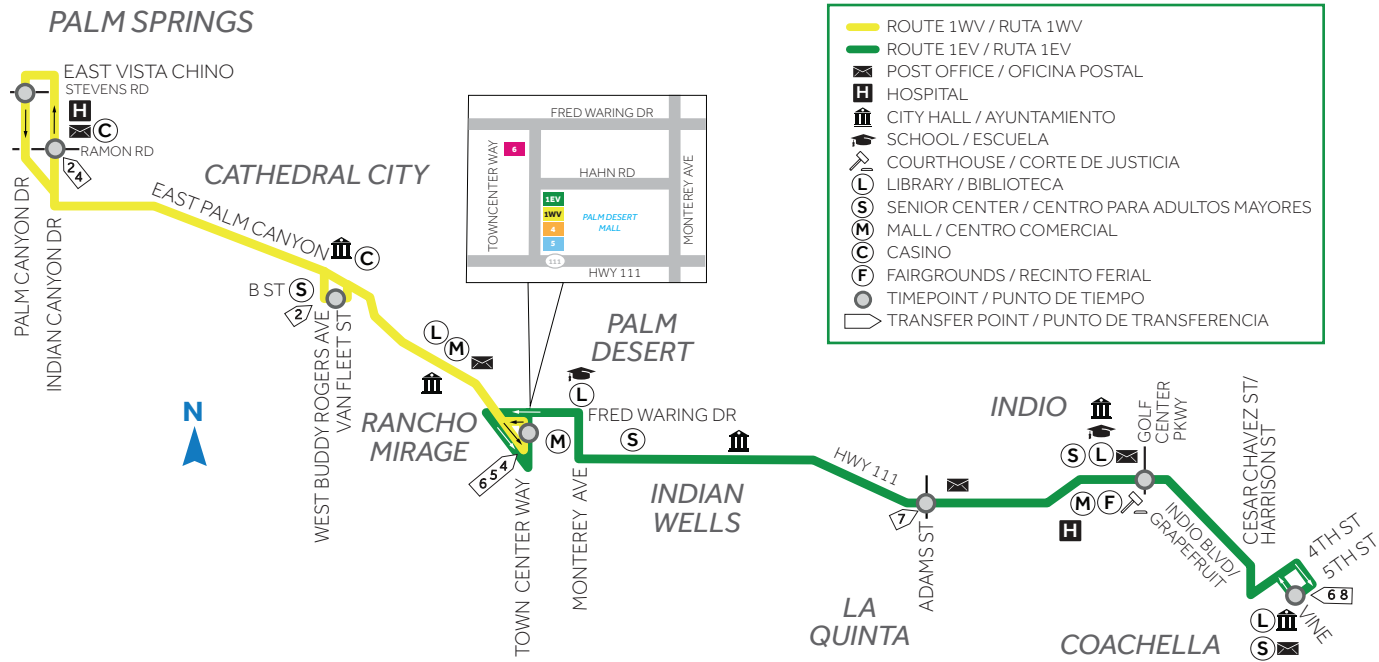 PALM SPRINGS
EAST VISTA CHINO
STEVENS RD
H
C
RAMON RD
2 4
PALM CANYON DR
INDIAN CANYON DR
CATHEDRAL CITY
EAST PALM CANYON
C
B ST
S
2
WEST BUDDY ROGERS AVE
VAN FLEET ST
L
M
N
FRED WARING DR
TOWNCENTER WAY
6
HAHN RD
1EV
1WV
4
5
PALM DESERT
MALL
MONTEREY AVE
111
HWY 111
PALM
DESERT
L
FRED WARING DR
RANCHO
MIRAGE
M
S
6 5 4
TOWN CENTER WAY
MONTEREY AVE
INDIAN
WELLS
HWY 111
7
ADAMS ST
LA
QUINTA
INDIO
S
L
GOLF
CENTER
PKWY
M
F
H
INDIO BLVD/
GRAPEFRUIT
CESAR CHAVEZ ST/
HARRISON ST
4TH ST
5TH ST
6 8
VINE
L
S
COACHELLA
ROUTE 1WV / RUTA 1WV
ROUTE 1EV / RUTA 1EV
POST OFFICE / OFICINA POSTAL
H HOSPITAL
CITY HALL / AYUNTAMIENTO
SCHOOL / ESCUELA
COURTHOUSE / CORTE DE JUSTICIA
L LIBRARY / BIBLIOTECA
S SENIOR CENTER / CENTRO PARA ADULTOS MAYORES
M MALL / CENTRO COMERCIAL
C CASINO
F FAIRGROUNDS / RECINTO FERIAL
TIMEPOINT / PUNTO DE TIEMPO
TRANSFER POINT / PUNTO DE TRANSFERENCIA